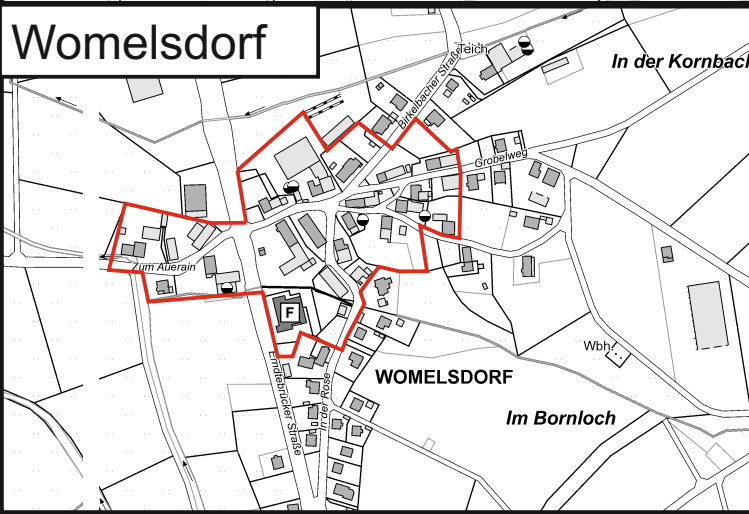 Womelsdorf
Teich
In der Kornbach
Birkelbacher Straße
Grobelweg
Zum Auerain
F
Wbh.
WOMELSDORF
Erndtebrücker Straße
In der Rose
Im Bornloch